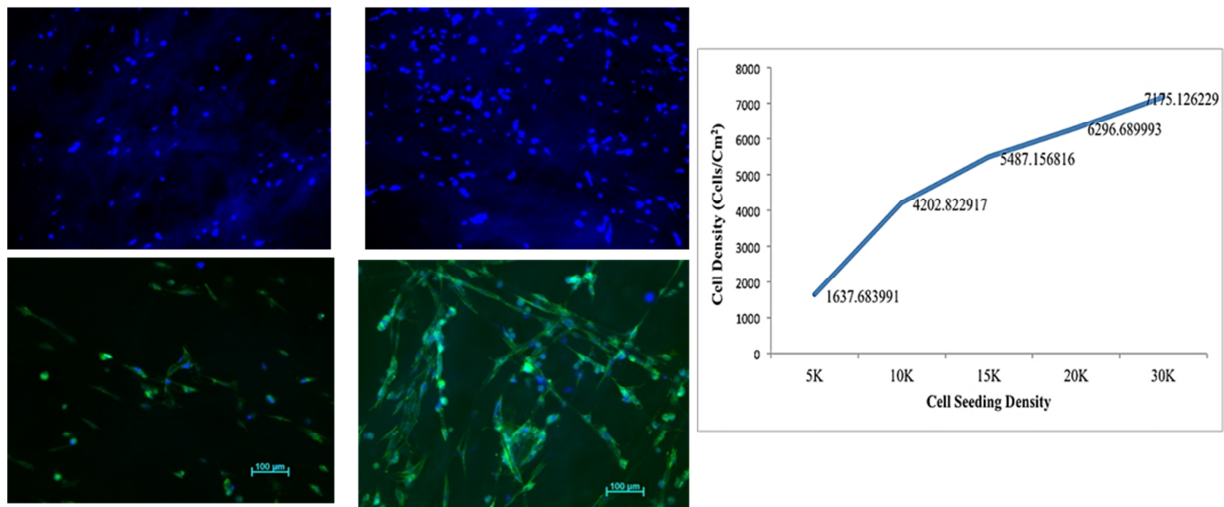 100 µm
100 µm
Cell Density (Cells/Cm²)
8000
7000
6000
5000
4000
3000
2000
1000
0
1637.683991
4202.822917
5487.156816
6296.689993
7175.126229
5K 10K 15K 20K 30K
Cell Seeding Density